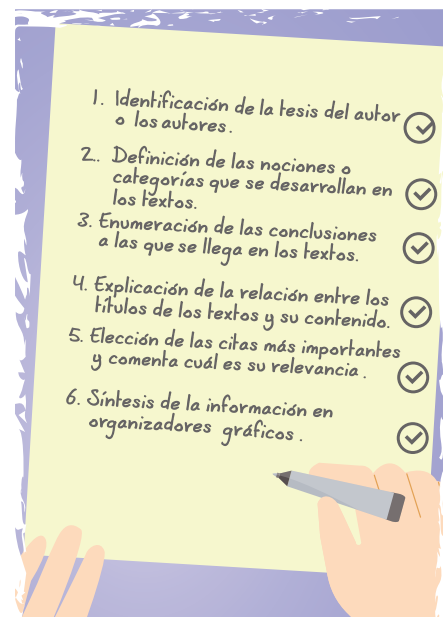 1. Identificación de la tesis del autor
o los autores.
2. Definición de las nociones o
categorías que se desarrollan en
los textos.
3. Enumeración de las conclusiones
a las que se llega en los textos.
4. Explicación de la relación entre los
títulos de los textos y su contenido.
5. Elección de las citas más importantes
y comenta cuál es su relevancia.
6. Síntesis de la información en
organizadores gráficos.